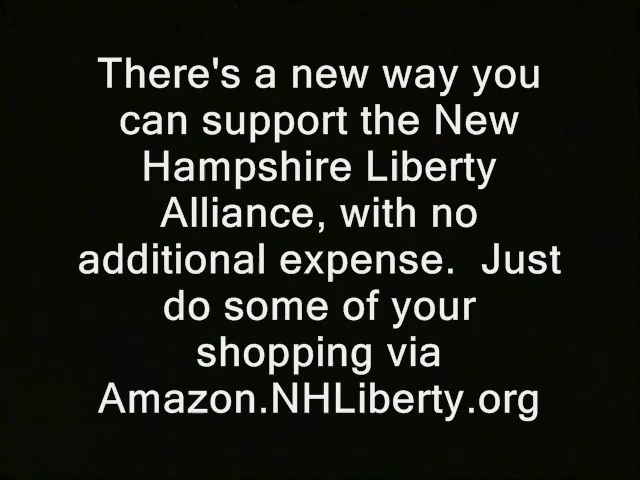 There's a new way you
can support the New
Hampshire Liberty
Alliance, with no
additional expense.  Just
do some of your
shopping via
Amazon.NHLiberty.org